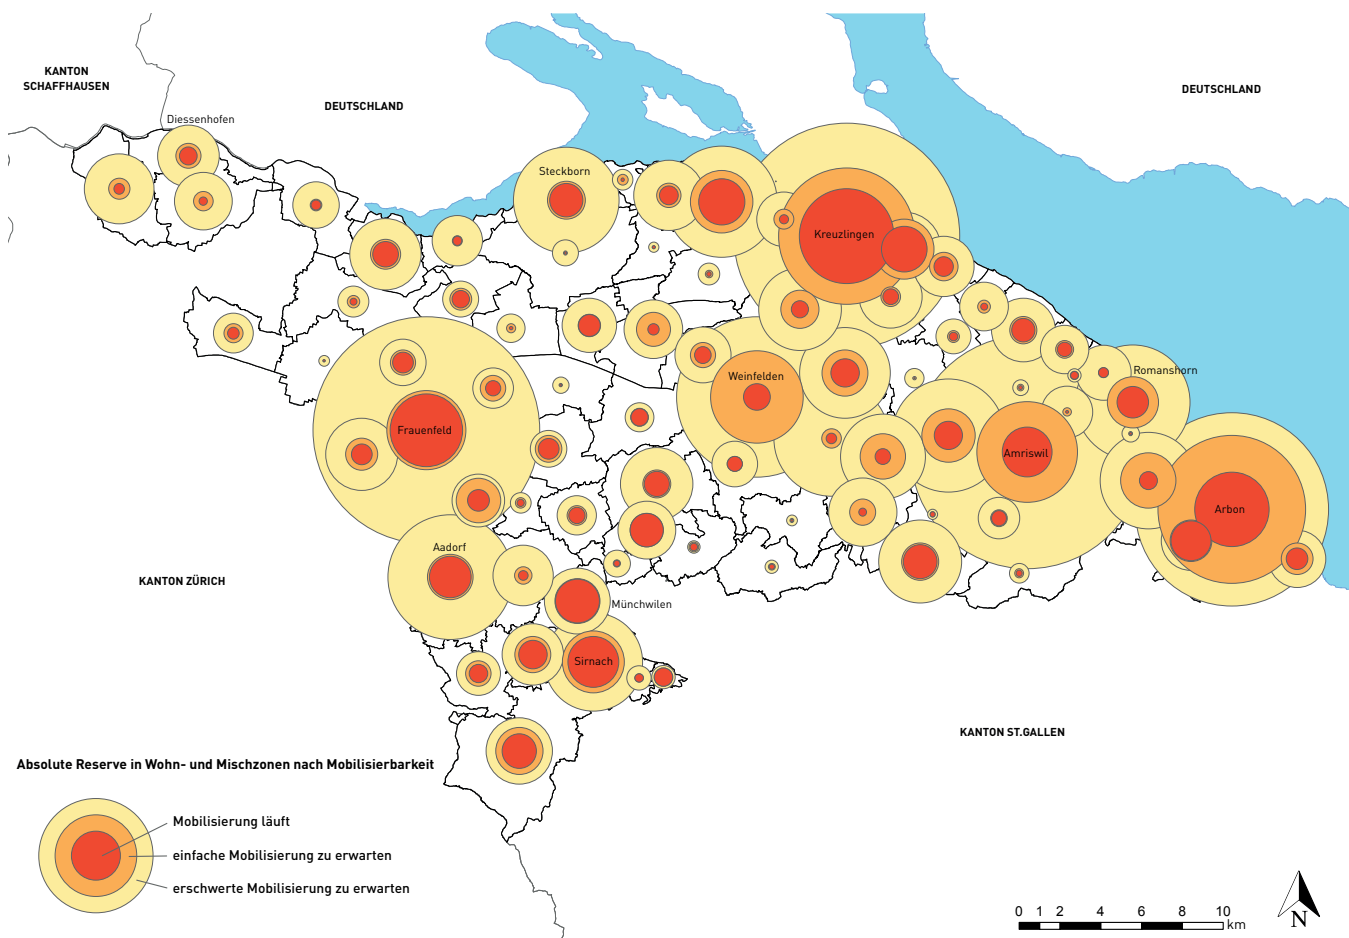 KANTON
SCHAFFHAUSEN
DEUTSCHLAND
DEUTSCHLAND
Diessenhofen
Steckborn
Kreuzlingen
Weinfelden
Romanshorn
Frauenfeld
Amriswil
Arbon
Aadorf
KANTON ZÜRICH
Münchwilen
Sirnach
KANTON ST.GALLEN
Absolute Reserve in Wohn- und Mischzonen nach Mobilisierbarkeit
Mobilisierung läuft
einfache Mobilisierung zu erwarten
erschwerte Mobilisierung zu erwarten
0 1 2 4 6 8 10
km
N